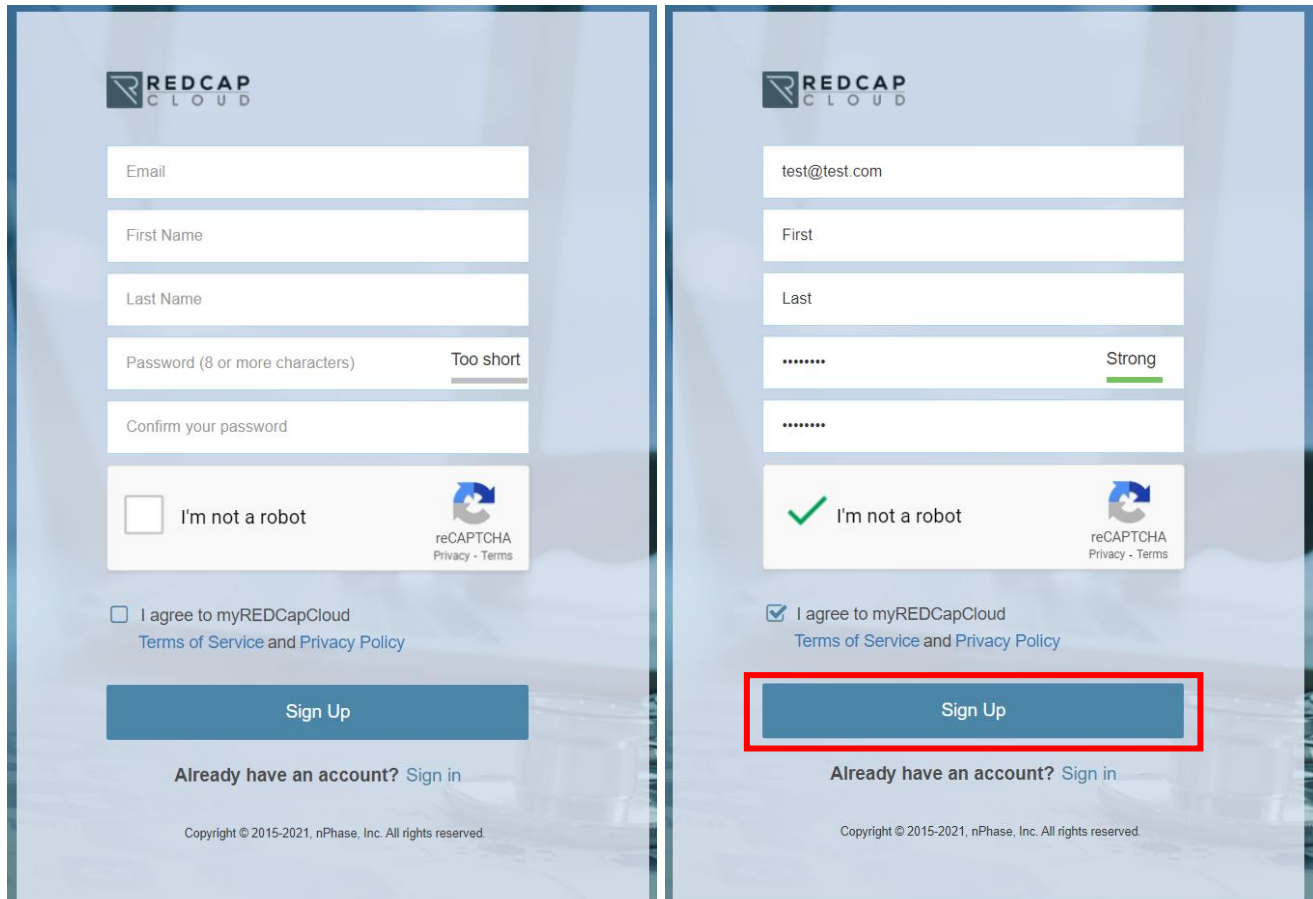 REDCAP
CLOUD
Email
First Name
Last Name
Password (8 or more characters) Too short
Confirm your password
I'm not a robot
reCAPTCHA
Privacy - Terms
I agree to myREDCapCloud
Terms of Service and Privacy Policy
Sign Up
Already have an account? Sign in
Copyright © 2015-2021, nPhase, Inc. All rights reserved.
REDCAP
CLOUD
test@test.com
First
Last
•••••••• Strong
••••••••
I'm not a robot
reCAPTCHA
Privacy - Terms
I agree to myREDCapCloud
Terms of Service and Privacy Policy
Sign Up
Already have an account? Sign in
Copyright © 2015-2021, nPhase, Inc. All rights reserved.